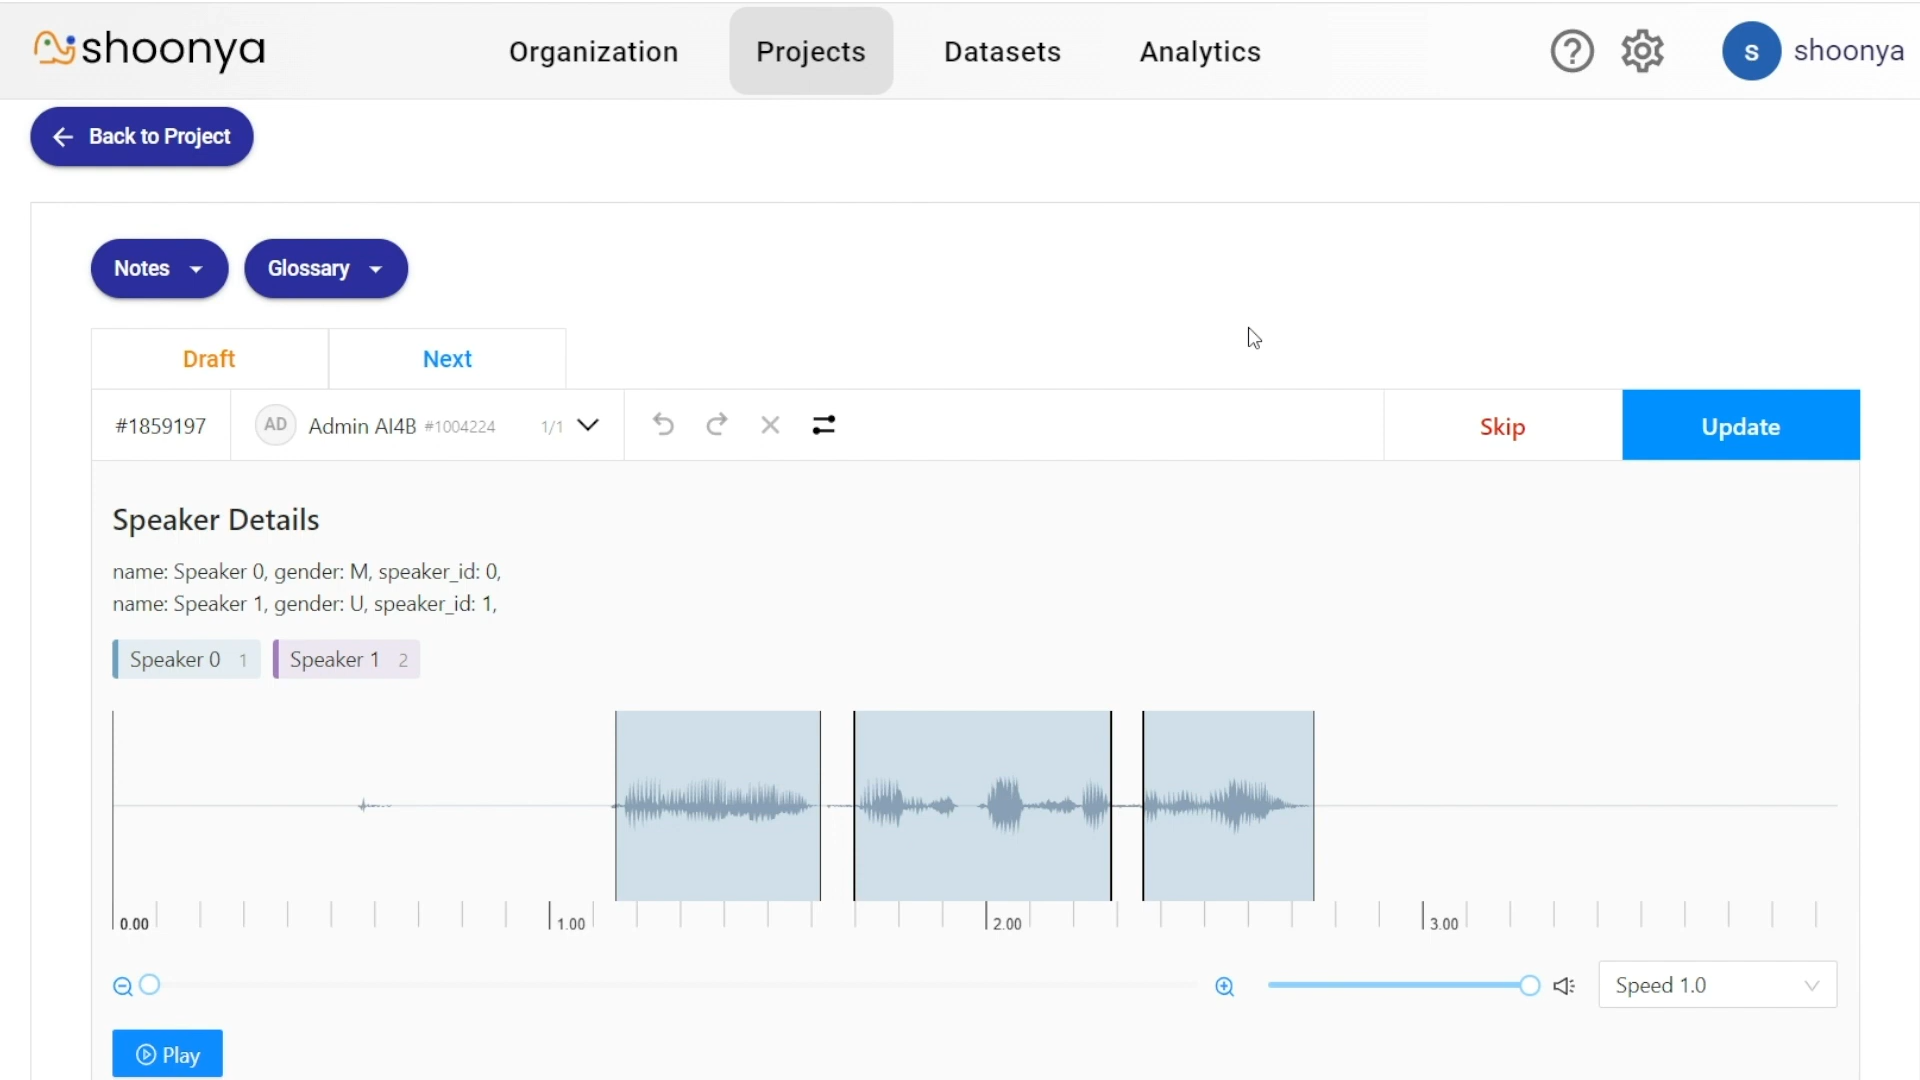 shoonya
Organization
Projects
Datasets
Analytics
s
shoonya
Back to Project
Notes
Glossary
Draft
Next
#1859197
AD
Admin AI4B #1004224
1/1
Skip
Update
Speaker Details
name: Speaker 0, gender: M, speaker_id: 0,
name: Speaker 1, gender: U, speaker_id: 1,
Speaker 0 1
Speaker 1 2
0.00
1.00
2.00
3.00
Speed 1.0
Play